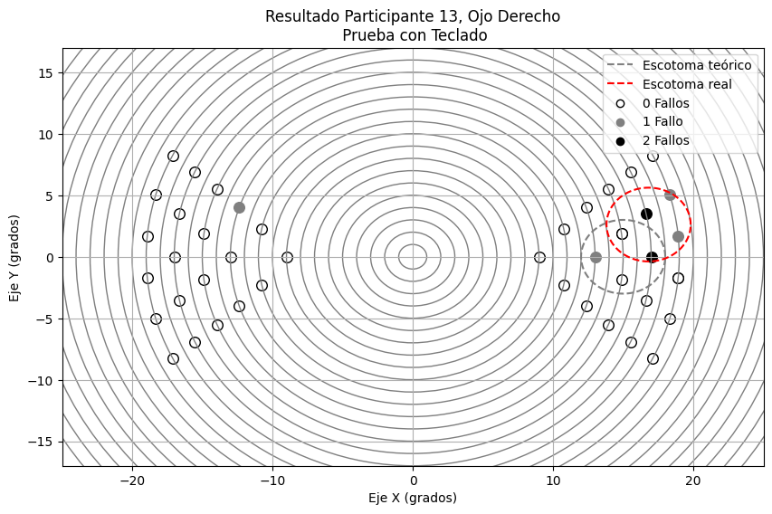 Resultado Participante 13, Ojo Derecho
Prueba con Teclado
Escotoma teórico
Escotoma real
0 Fallos
1 Fallo
2 Fallos
15
10
5
0
−5
−10
−15
Eje Y (grados)
−20
−10
0
10
20
Eje X (grados)